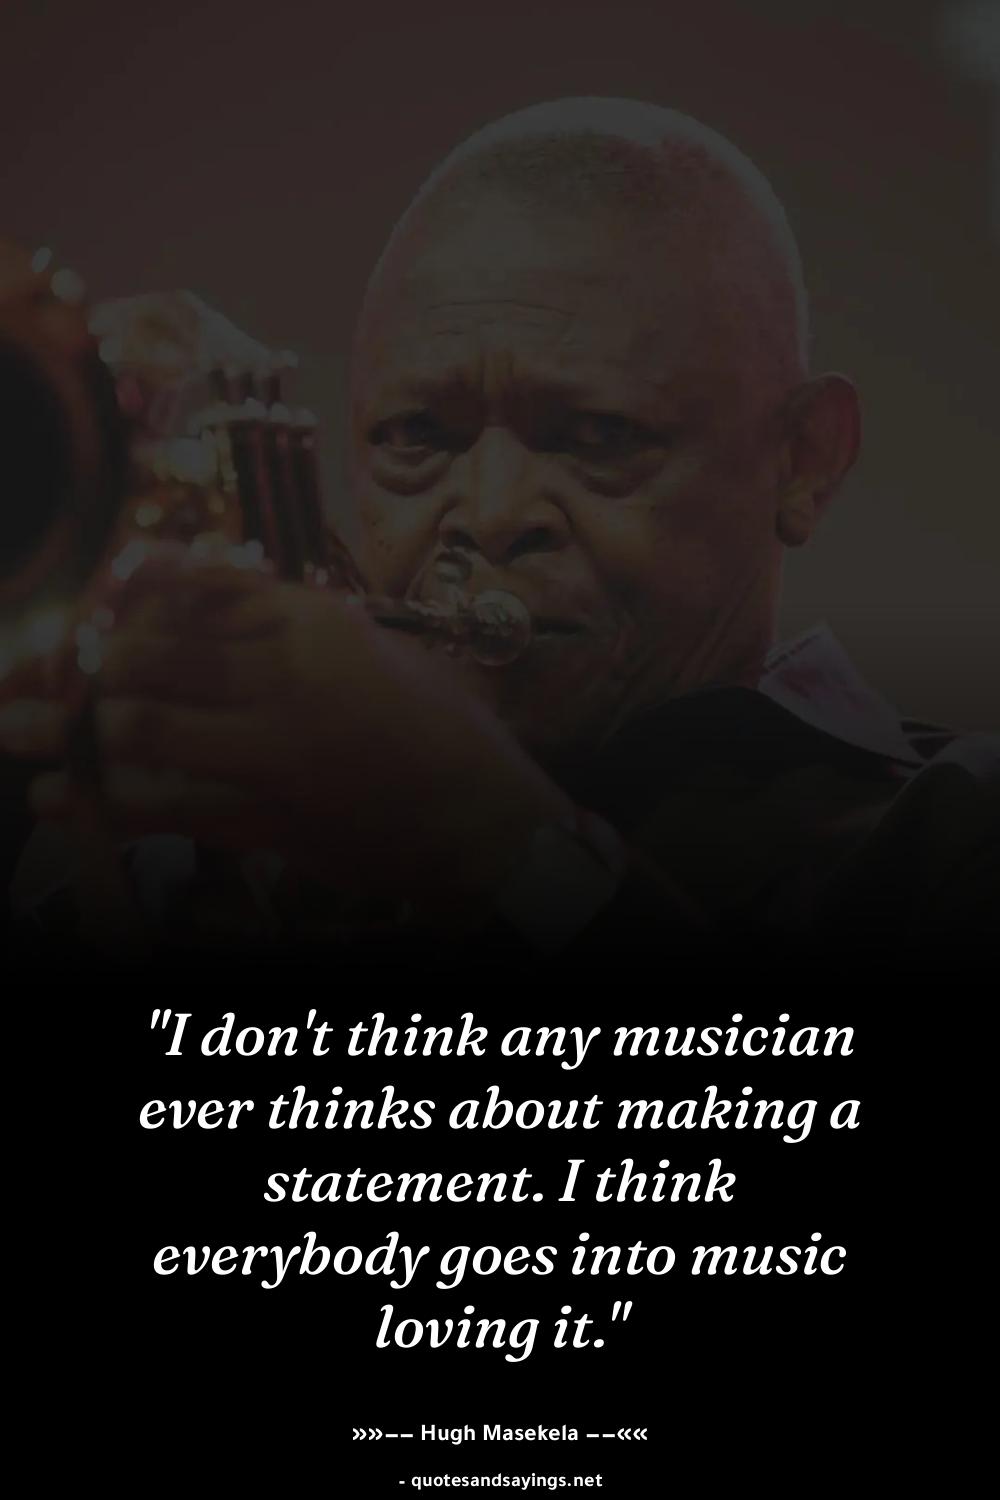 "I don't think any musician
ever thinks about making a
statement. I think
everybody goes into music
loving it."
»»–– Hugh Masekela ––««
- quotesandsayings.net